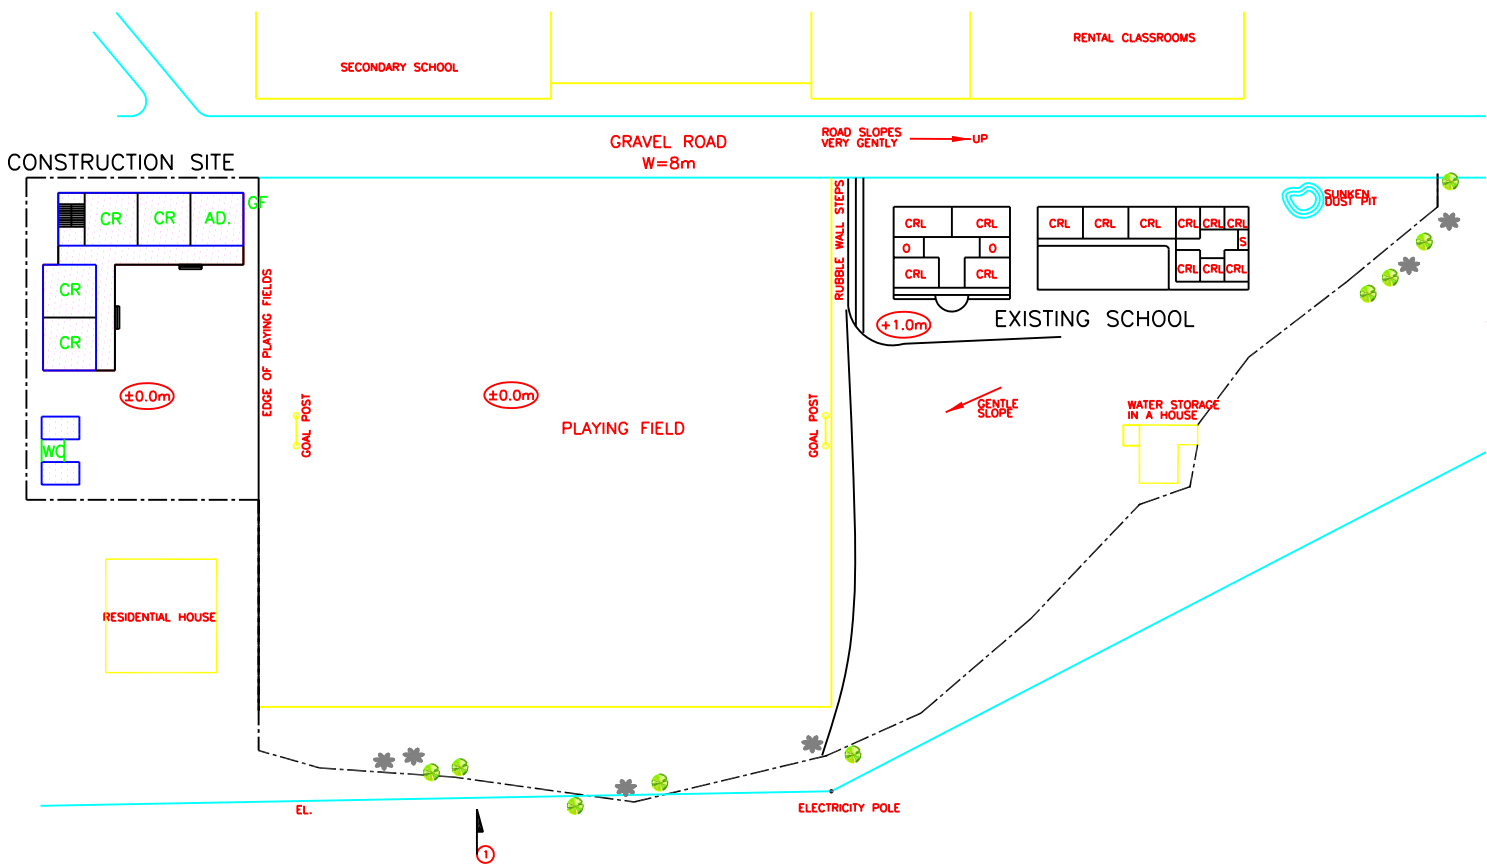 RENTAL CLASSROOMS
SECONDARY SCHOOL
GRAVEL ROAD
W=8m
ROAD SLOPES
VERY GENTLY
UP
CONSTRUCTION SITE
GF
CR
CR
AD.
CR
CR
WC
±0.0m
EDGE OF PLAYING FIELDS
GOAL POST
±0.0m
PLAYING FIELD
GOAL POST
RUBBLE WALL STEPS
CRL
CRL
O
O
CRL
CRL
CRL
CRL
CRL
CRL
CRL
CRL
S
CRL
CRL
CRL
SUNKEN
DUST PIT
+1.0m
EXISTING SCHOOL
GENTLE
SLOPE
WATER STORAGE
IN A HOUSE
RESIDENTIAL HOUSE
EL.
ELECTRICITY POLE
1